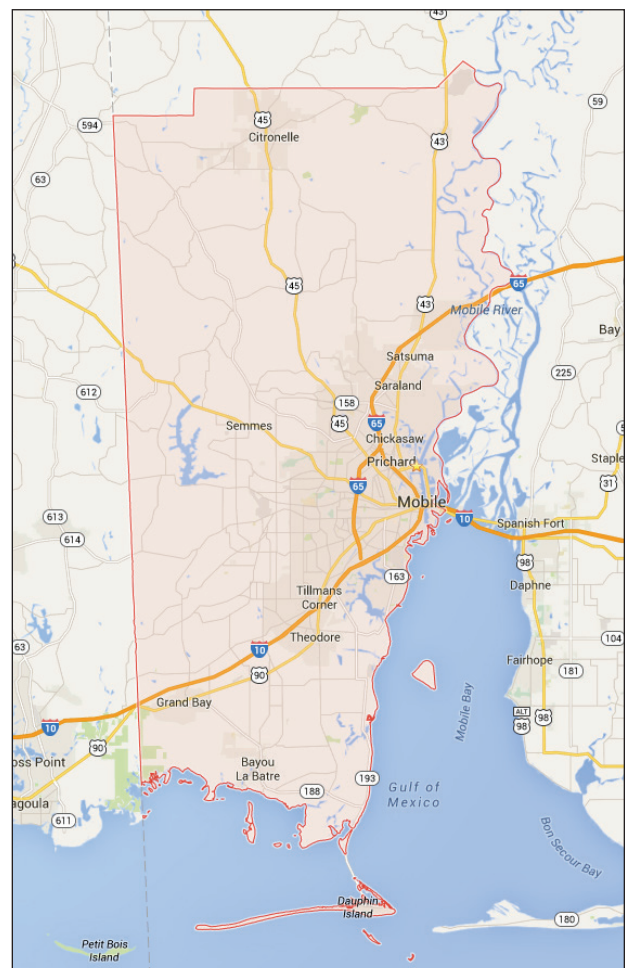 43
43
594
59
45
Citronelle
43
63
65
45
43
Mobile River
Bay
Satsuma
225
612
Saraland
158
65
45
Semmes
Chickasaw
Prichard
Staple
65
31
Mobile
613
10
Spanish Fort
614
98
163
Daphne
Tillmans
Corner
Theodore
104
63
10
Fairhope
181
90
Grand Bay
ALT
98
98
10
Mobile Bay
90
oss Point
Bayou
La Batre
193
Gulf of
Mexico
188
agoula
611
Bon Secour Bay
Dauphin
Island
180
Petit Bois
Island